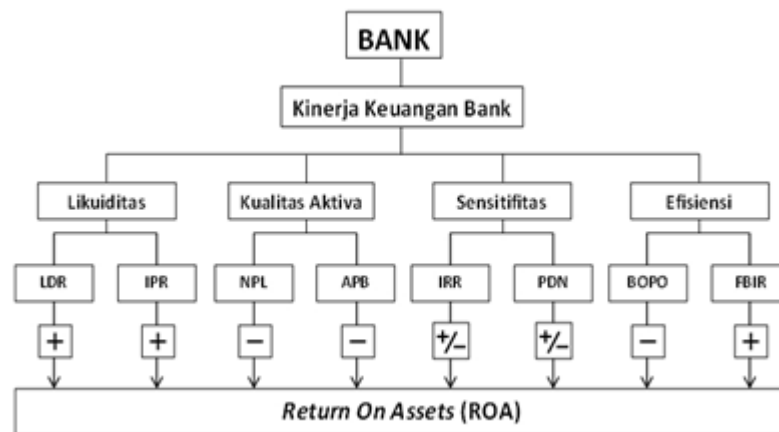 BANK
Kinerja Keuangan Bank
Likuiditas
Kualitas Aktiva
Sensitifitas
Efisiensi
LDR
IPR
NPL
APB
IRR
PDN
BOPO
FBIR
+
+
−
−
+/−
+/−
−
+
Return On Assets (ROA)